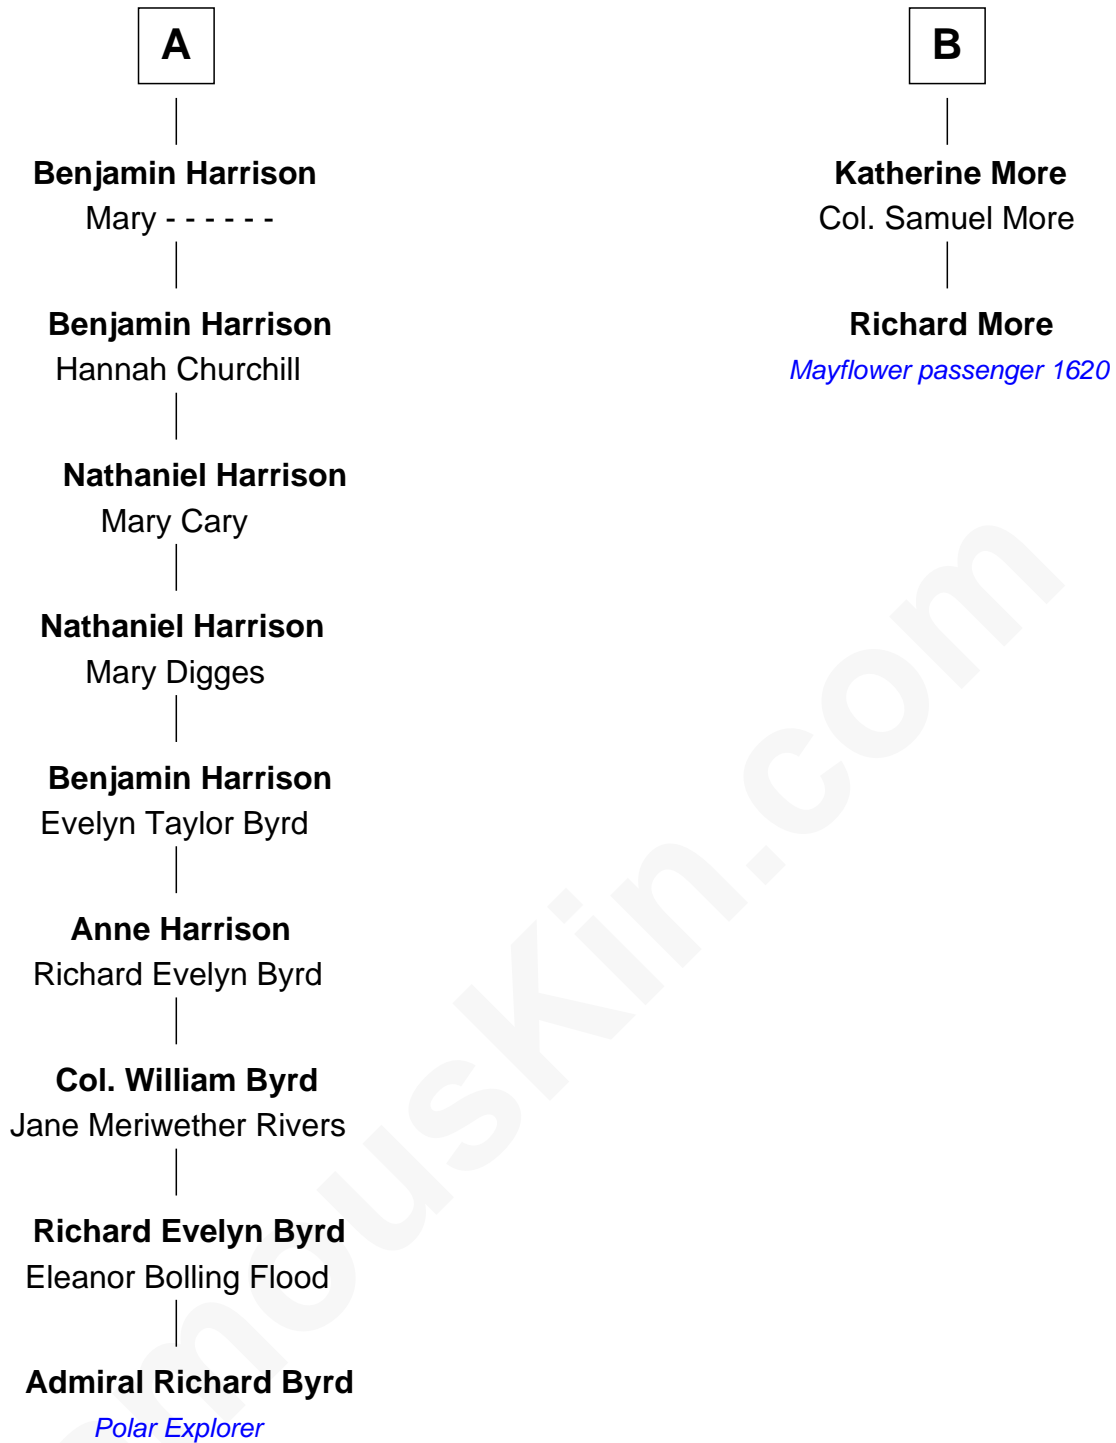 A
Benjamin Harrison
Mary - - - - - -
Benjamin Harrison
Hannah Churchill
Nathaniel Harrison
Mary Cary
Nathaniel Harrison
Mary Digges
Benjamin Harrison
Evelyn Taylor Byrd
Anne Harrison
Richard Evelyn Byrd
Col. William Byrd
Jane Meriwether Rivers
Richard Evelyn Byrd
Eleanor Bolling Flood
Admiral Richard Byrd
Polar Explorer
B
Katherine More
Col. Samuel More
Richard More
Mayflower passenger 1620
mouskin.com